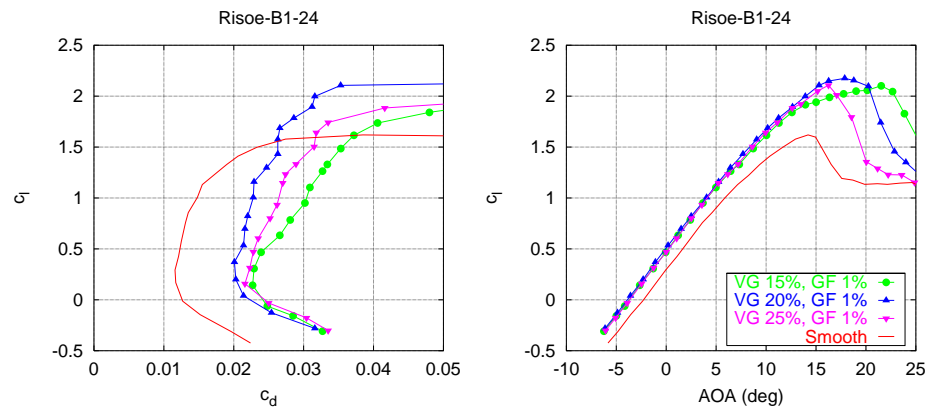 Risoe-B1-24
2.5
2
1.5
1
0.5
0
-0.5
c_l
0
0.01
0.02
0.03
0.04
0.05
c_d
Risoe-B1-24
2.5
2
1.5
1
0.5
0
-0.5
c_l
VG 15%, GF 1%
VG 20%, GF 1%
VG 25%, GF 1%
Smooth
-10
-5
0
5
10
15
20
25
AOA (deg)